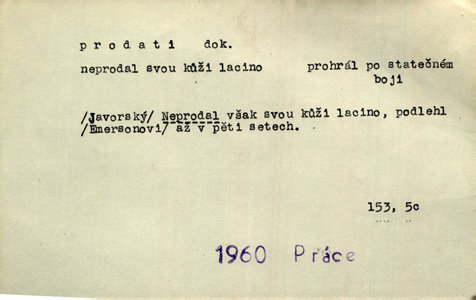 prodati dok.
neprodal svou kůži lacino prohrál po statečném
boji
/Javorský/ Neprodal však svou kůži lacino, podlehl
/Emersonovi/ až v pěti setech.
153, 5c
1960 Práce